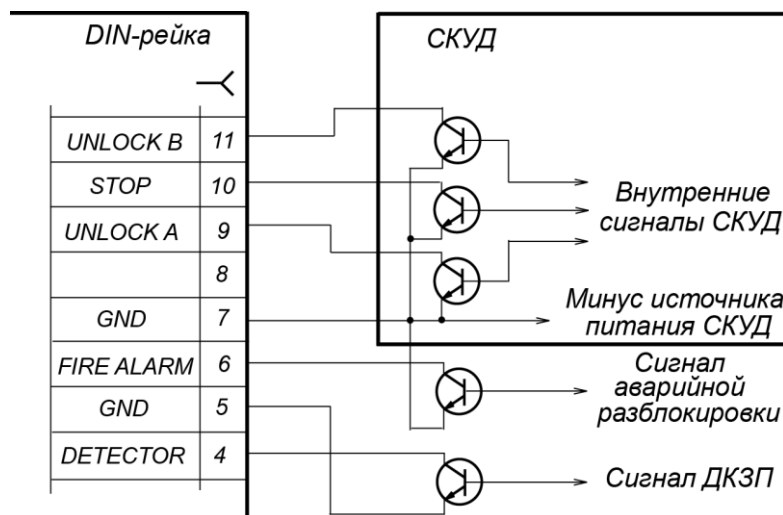 DIN-рейка
СКУД
UNLOCK B 11
STOP 10
UNLOCK A 9
8
GND 7
FIRE ALARM 6
GND 5
DETECTOR 4
Внутренние
сигналы СКУД
Минус источника
питания СКУД
Сигнал
аварийной
разблокировки
Сигнал ДКЗП